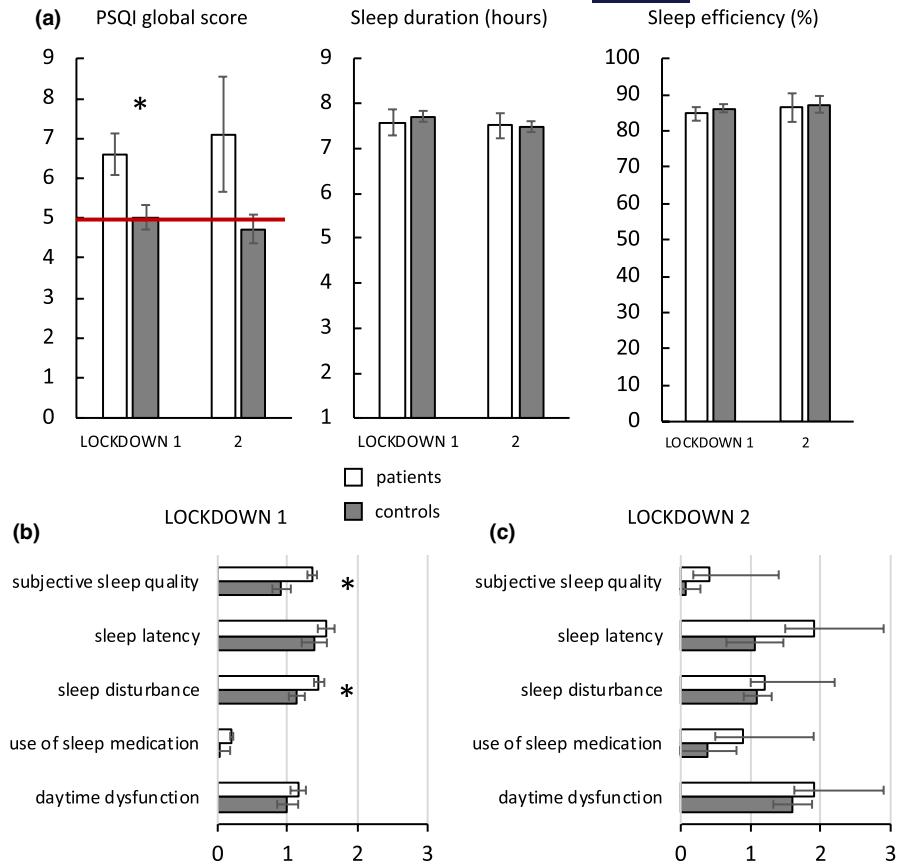 (a) PSQI global score Sleep duration (hours) Sleep efficiency (%)
9 9 100
8 8 90
7 7 80
6 6 70
5 5 60
4 4 50
3 3 40
2 2 30
1 1 20
0 10
0
*
LOCKDOWN 1 2 LOCKDOWN 1 2 LOCKDOWN 1 2
patients
controls
(b) LOCKDOWN 1
subjective sleep quality *
sleep latency
sleep disturbance *
use of sleep medication
daytime dysfunction
0 1 2 3
(c) LOCKDOWN 2
subjective sleep quality
sleep latency
sleep disturbance
use of sleep medication
daytime dysfunction
0 1 2 3